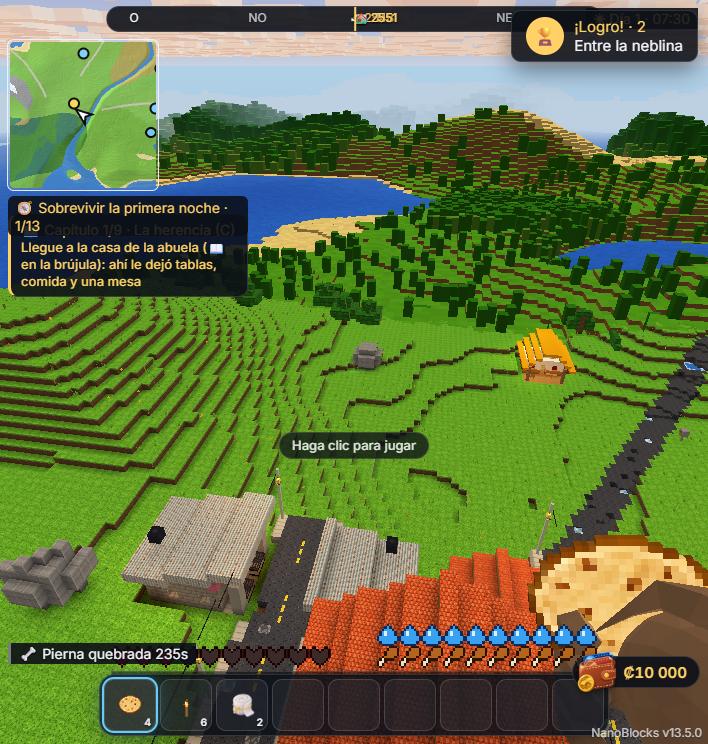 O NO NE
Día 1 · 07:30
¡Logro! · 2
Entre la neblina
Sobrevivir la primera noche ·
1/13
Capítulo 1/9 · La herencia (C)
Llegue a la casa de la abuela (
en la brújula): ahí le dejó tablas,
comida y una mesa
Haga clic para jugar
Pierna quebrada 235s
₡10 000
4 6 2
NanoBlocks v13.5.0